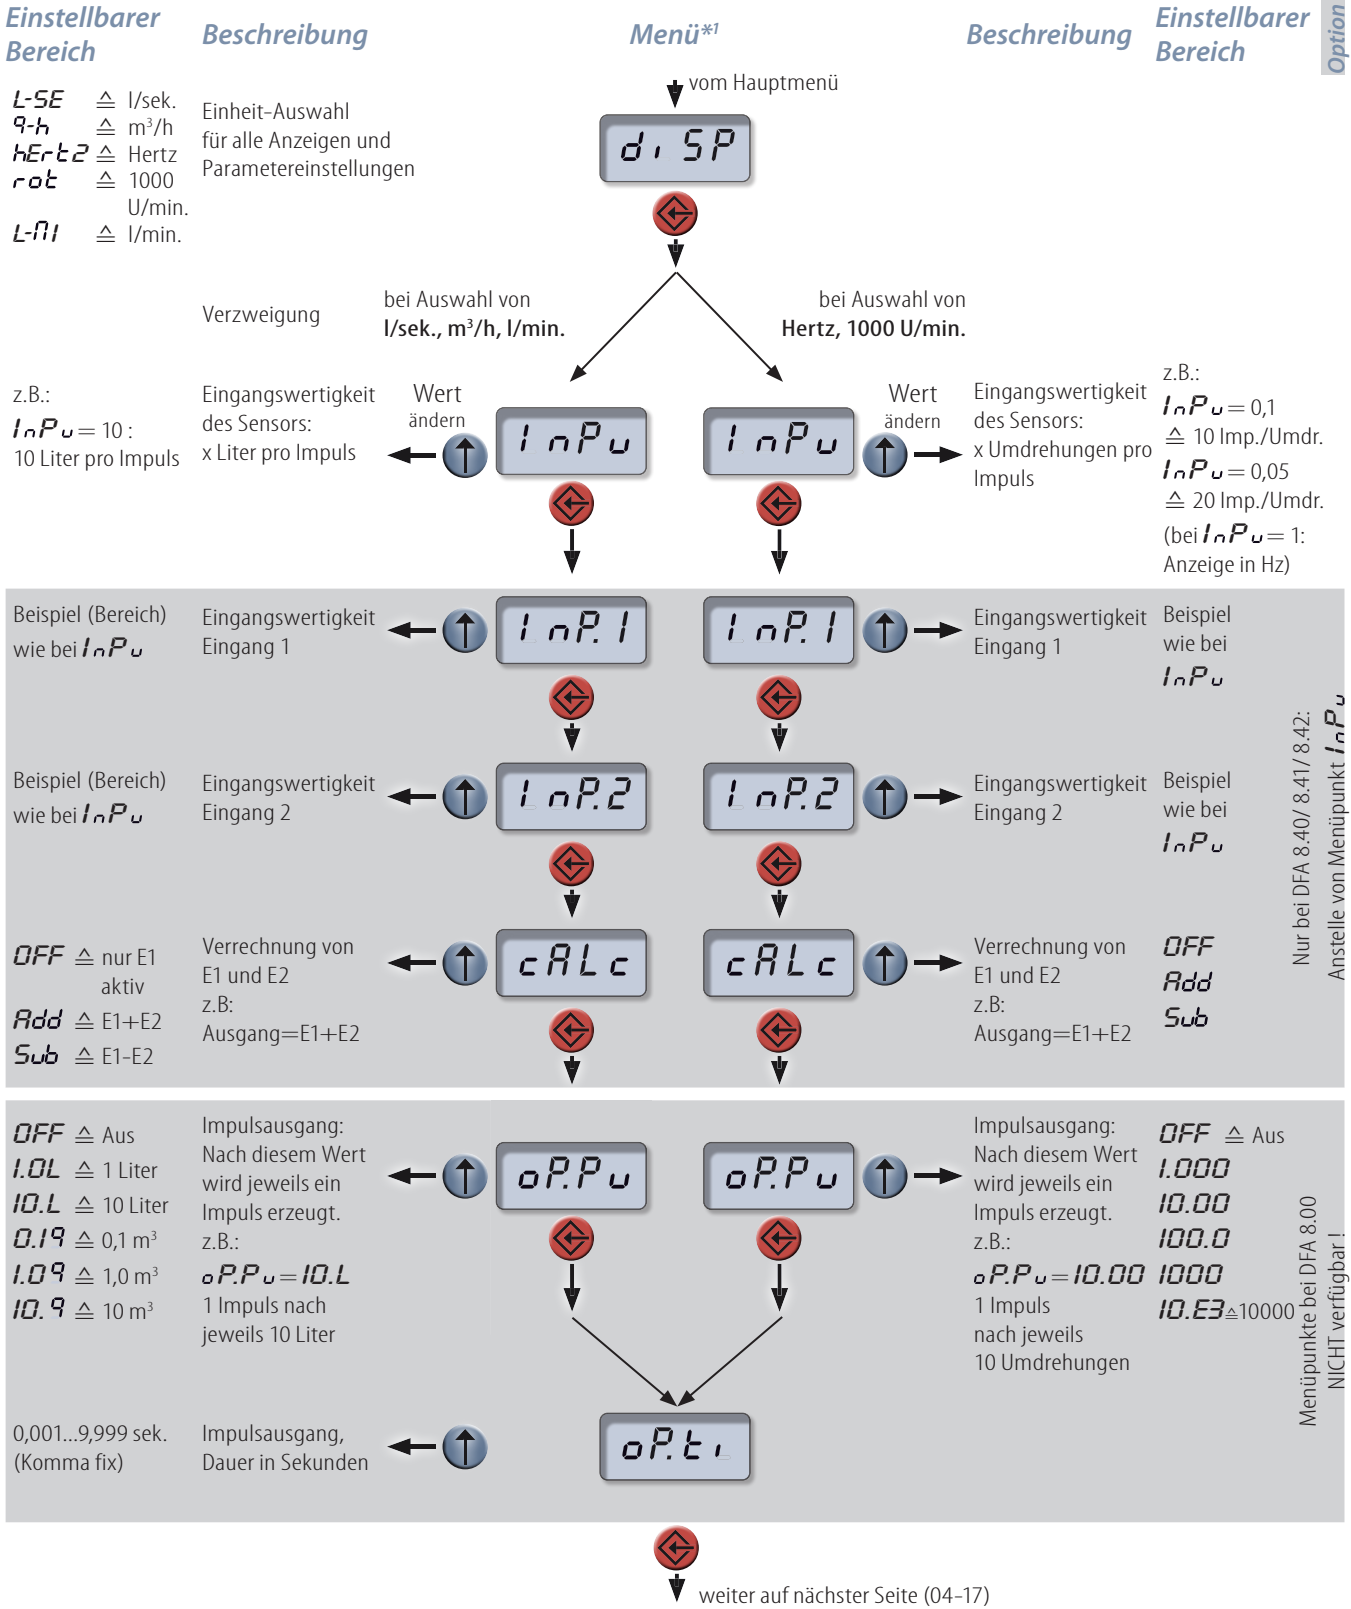 Einstellbarer
Bereich
Beschreibung
Menü*1
Beschreibung
Einstellbarer
Bereich
Option
L-SE ≙ l/sek.
q-h ≙ m³/h
hErtZ ≙ Hertz
rot ≙ 1000
U/min.
L-MI ≙ l/min.
Einheit-Auswahl
für alle Anzeigen und
Parametereinstellungen
vom Hauptmenü
diSP
Verzweigung
bei Auswahl von
l/sek., m³/h, l/min.
bei Auswahl von
Hertz, 1000 U/min.
z.B.:
InPu = 10 :
10 Liter pro Impuls
Eingangswertigkeit
des Sensors:
x Liter pro Impuls
Wert
ändern
InPu
InPu
Wert
ändern
Eingangswertigkeit
des Sensors:
x Umdrehungen pro
Impuls
z.B.:
InPu = 0,1
≙ 10 Imp./Umdr.
InPu = 0,05
≙ 20 Imp./Umdr.
(bei InPu = 1:
Anzeige in Hz)
Beispiel (Bereich)
wie bei InPu
Eingangswertigkeit
Eingang 1
InP.1
InP.1
Eingangswertigkeit
Eingang 1
Beispiel
wie bei
InPu
Beispiel (Bereich)
wie bei InPu
Eingangswertigkeit
Eingang 2
InP.2
InP.2
Eingangswertigkeit
Eingang 2
Beispiel
wie bei
InPu
OFF ≙ nur E1
aktiv
Add ≙ E1+E2
Sub ≙ E1-E2
Verrechnung von
E1 und E2
z.B:
Ausgang=E1+E2
cALc
cALc
Verrechnung von
E1 und E2
z.B:
Ausgang=E1+E2
OFF
Add
Sub
Nur bei DFA 8.40/ 8.41/ 8.42:
Anstelle von Menüpunkt InPu
OFF ≙ Aus
1.0L ≙ 1 Liter
10.L ≙ 10 Liter
0.1q ≙ 0,1 m³
1.0q ≙ 1,0 m³
10.q ≙ 10 m³
Impulsausgang:
Nach diesem Wert
wird jeweils ein
Impuls erzeugt.
z.B.:
oP.Pu = 10.L
1 Impuls nach
jeweils 10 Liter
oP.Pu
oP.Pu
Impulsausgang:
Nach diesem Wert
wird jeweils ein
Impuls erzeugt.
z.B.:
oP.Pu = 10.00
1 Impuls
nach jeweils
10 Umdrehungen
OFF ≙ Aus
1.000
10.00
100.0
1000
10.E3 ≙10000
Menüpunkte bei DFA 8.00
NICHT verfügbar !
0,001...9,999 sek.
(Komma fix)
Impulsausgang,
Dauer in Sekunden
oP.ti
weiter auf nächster Seite (04-17)